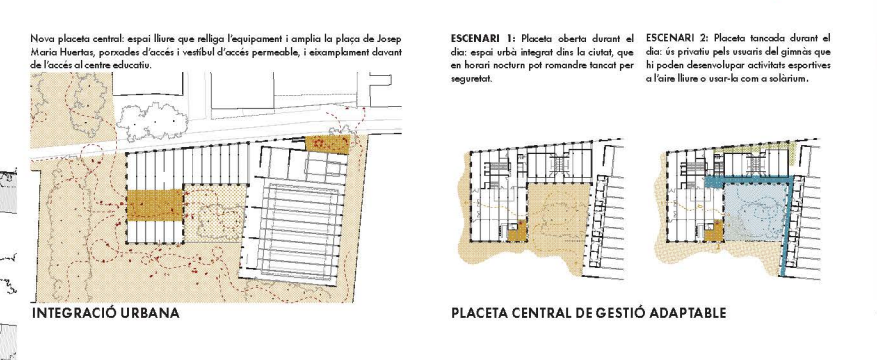 Nova placeta central: espai lliure que relliga l'equipament i amplia la plaça de Josep
Maria Huertas, porxades d'accés i vestíbul d'accés permeable, i eixamplament davant
de l'accés al centre educatiu.
INTEGRACIÓ URBANA
ESCENARI 1: Placeta oberta durant el
dia: espai urbà integrat dins la ciutat, que
en horari nocturn pot romandre tancat per
seguretat.
ESCENARI 2: Placeta tancada durant el
dia: ús privatiu pels usuaris del gimnàs que
hi poden desenvolupar activitats esportives
a l'aire lliure o usar-la com a solàrium.
PLACETA CENTRAL DE GESTIÓ ADAPTABLE